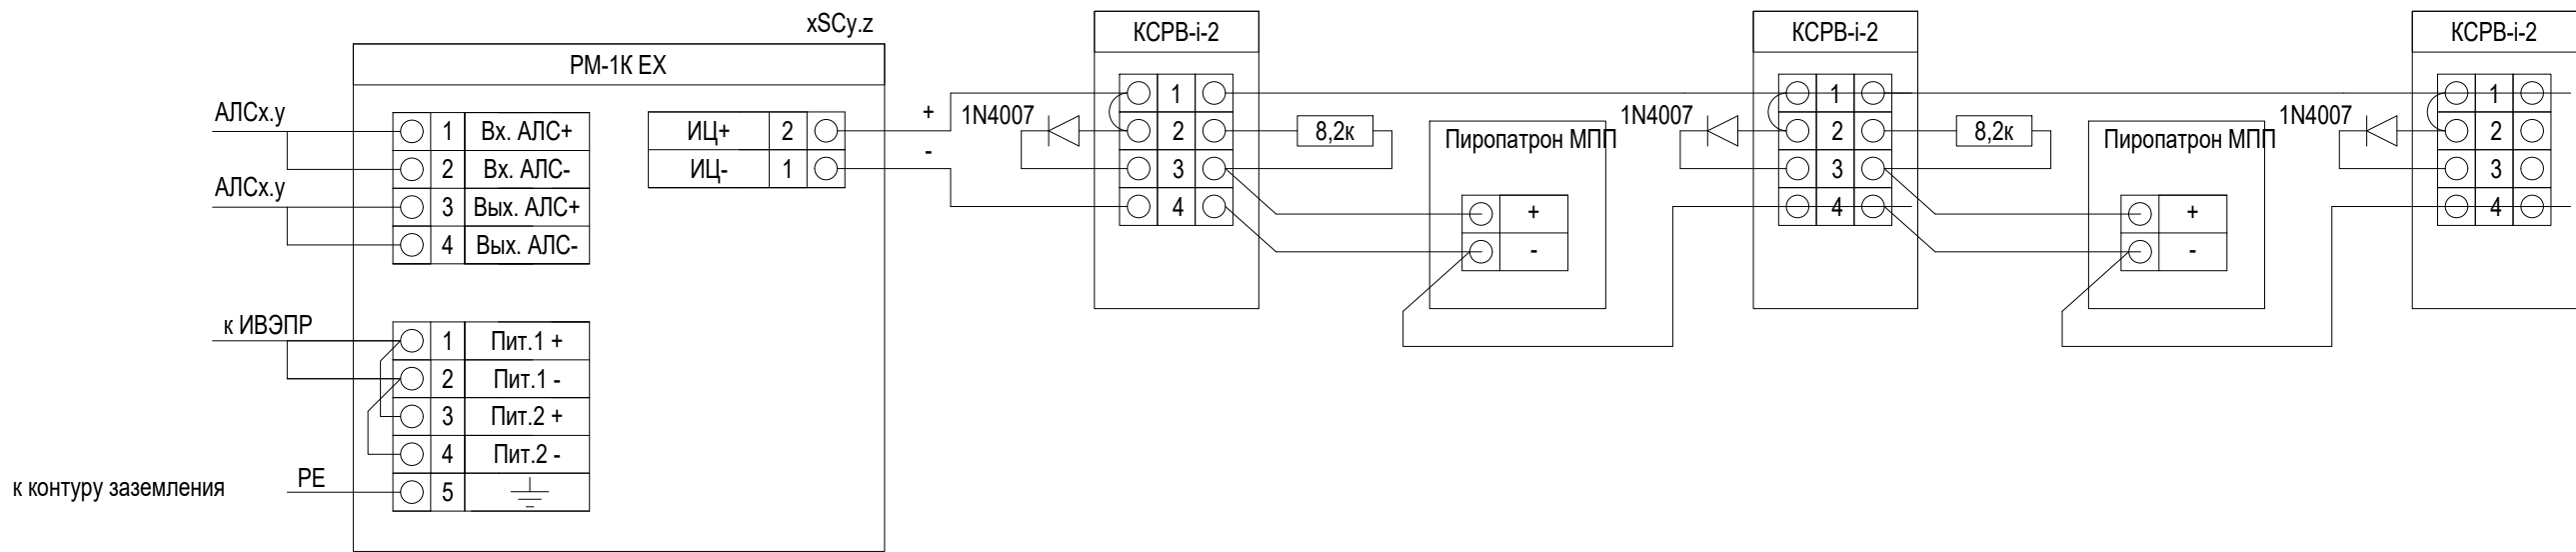 xSCy.z
РМ-1К EX
АЛСх.у
1 Вх. АЛС+
2 Вх. АЛС-
АЛСх.у
3 Вых. АЛС+
4 Вых. АЛС-
ИЦ+ 2
ИЦ- 1
+
-
к ИВЭПР
1 Пит.1 +
2 Пит.1 -
3 Пит.2 +
4 Пит.2 -
к контуру заземления
PE
5
КСРВ-i-2
1N4007
1
2
3
4
8,2к
Пиропатрон МПП
+
-
КСРВ-i-2
1N4007
1
2
3
4
8,2к
Пиропатрон МПП
+
-
КСРВ-i-2
1N4007
1
2
3
4